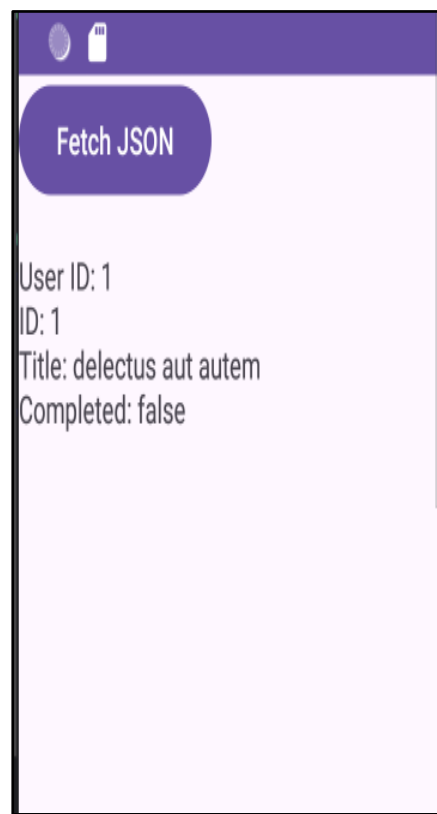 Fetch JSON
User ID: 1
ID: 1
Title: delectus aut autem
Completed: false